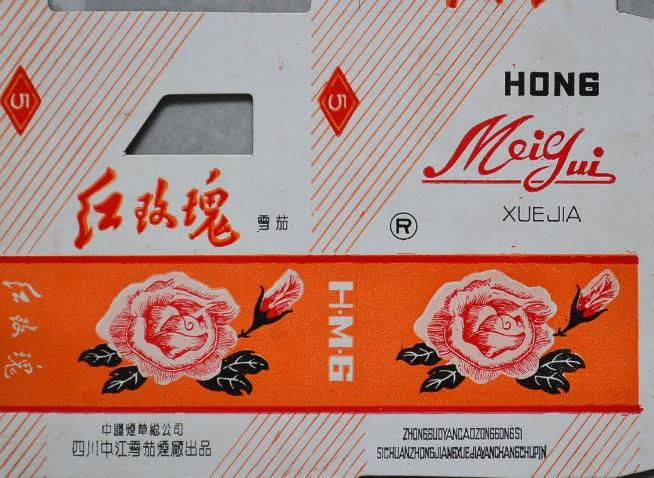 5
5
HONG
MeiGui
XUEJIA
红玫瑰
雪茄
®
红玫瑰
H·M·G
中國煙草総公司
四川中江雪茄煙廠出品
ZHONGGUOYANCAOZONGGONGSI
SICHUANZHONGJIANGXUEJIAYANCHANGCHUPIN